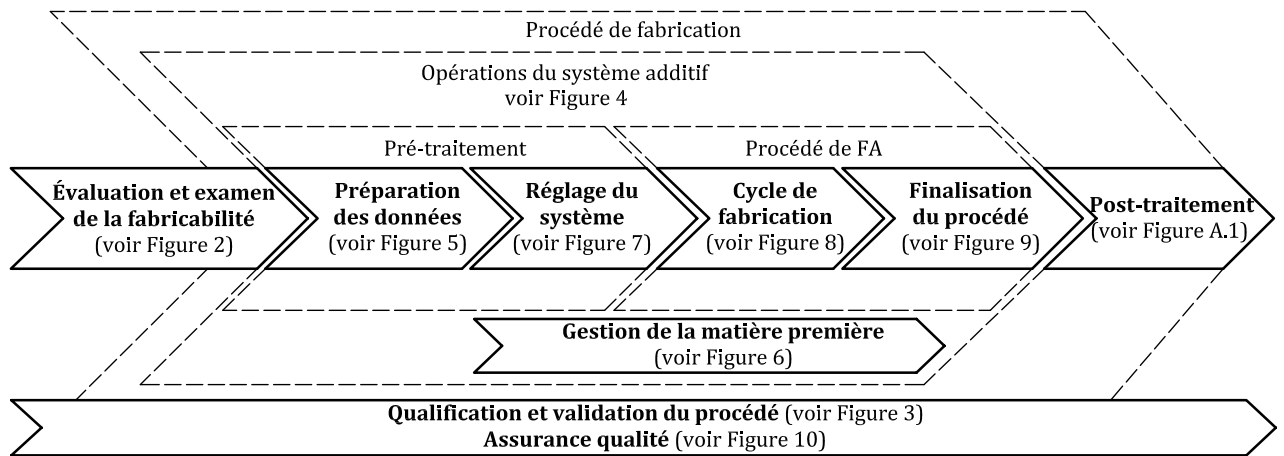 Procédé de fabrication
Opérations du système additif
voir Figure 4
Pré-traitement
Procédé de FA
Évaluation et examen
de la fabricabilité
(voir Figure 2)
Préparation
des données
(voir Figure 5)
Réglage du
système
(voir Figure 7)
Cycle de
fabrication
(voir Figure 8)
Finalisation
du procédé
(voir Figure 9)
Post-traitement
(voir Figure A.1)
Gestion de la matière première
(voir Figure 6)
Qualification et validation du procédé (voir Figure 3)
Assurance qualité (voir Figure 10)